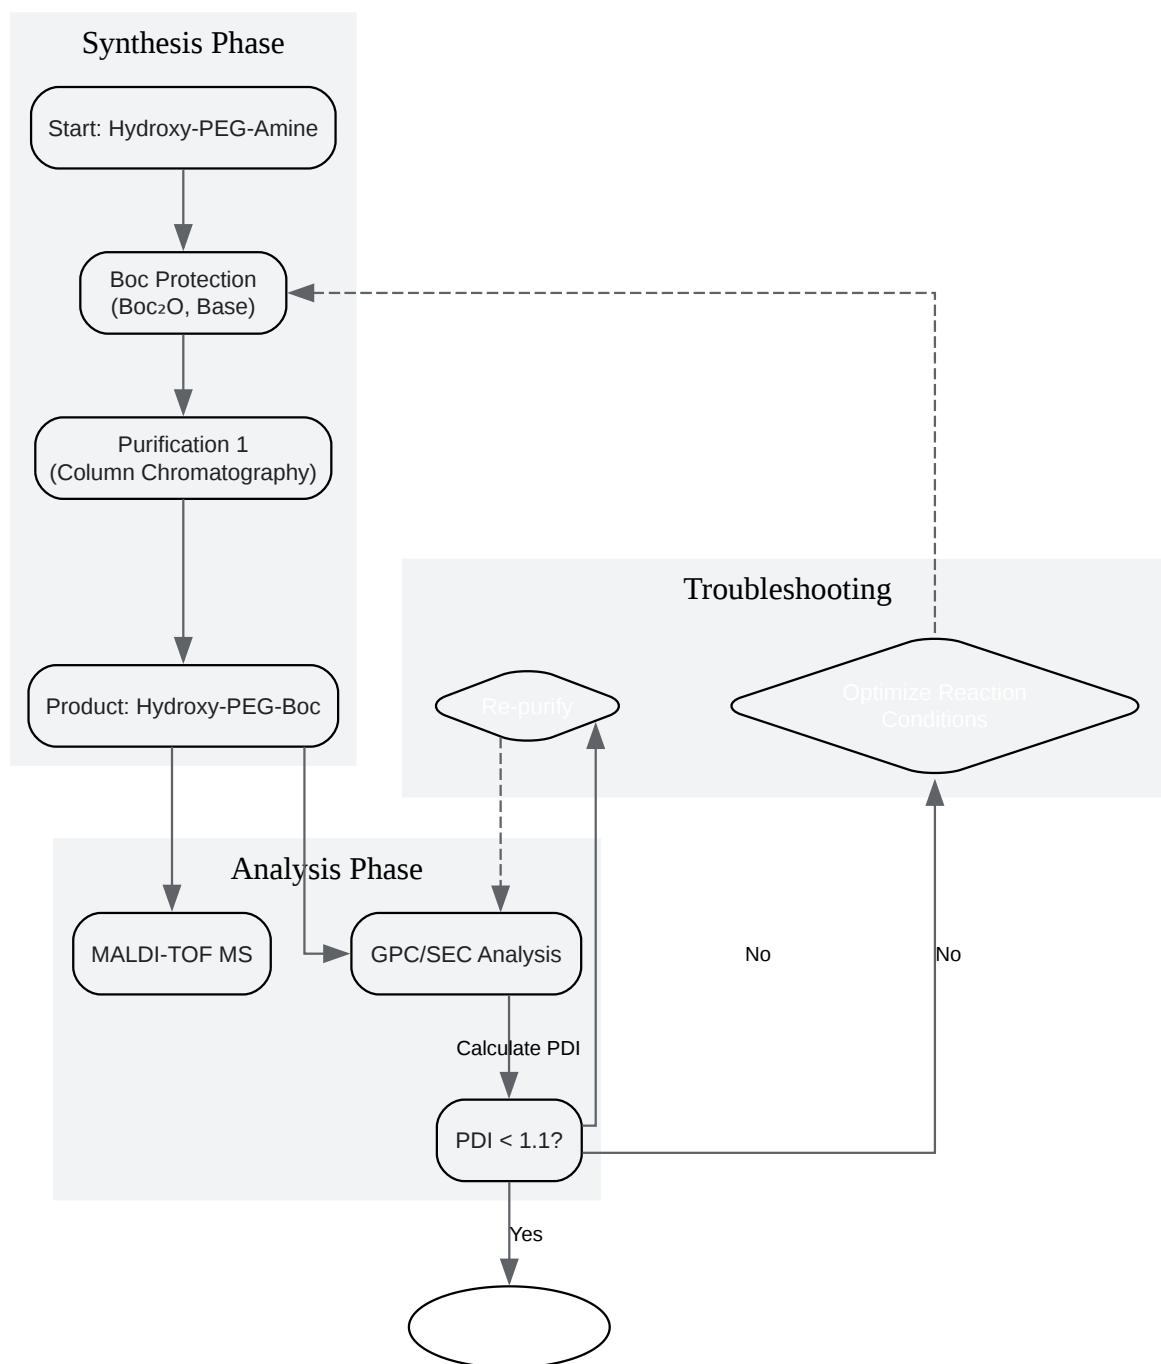 Synthesis Phase
Start: Hydroxy-PEG-Amine
Boc Protection
(Boc₂O, Base)
Purification 1
(Column Chromatography)
Troubleshooting
Product: Hydroxy-PEG-Boc
Re-purify
Optimize Reaction
Conditions
Analysis Phase
MALDI-TOF MS
GPC/SEC Analysis
No
No
Calculate PDI
PDI < 1.1?
Yes